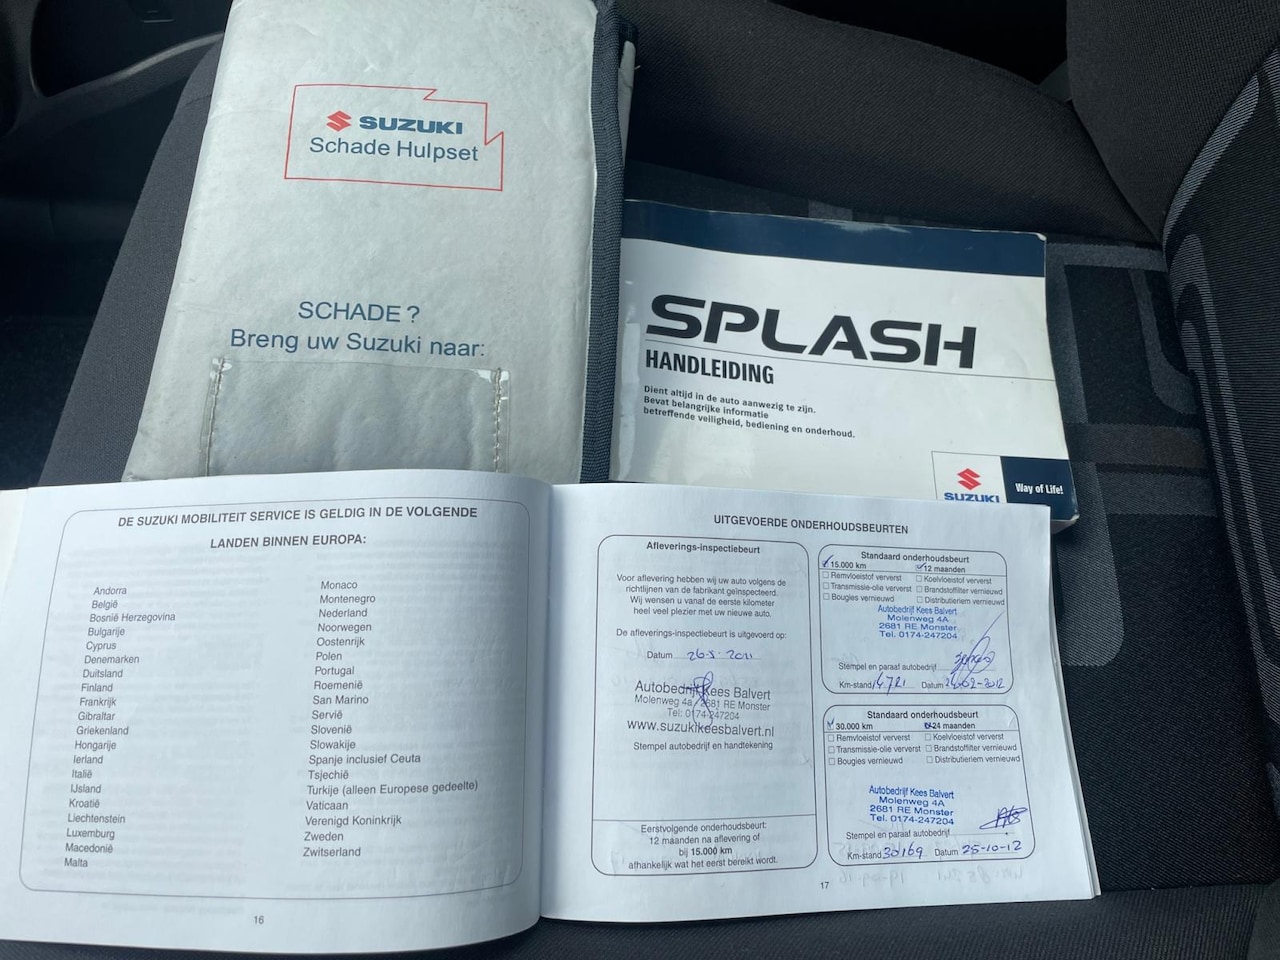 SUZUKI
Schade Hulpset
SCHADE?
Breng uw Suzuki naar:
SPLASH
HANDLEIDING
Dient altijd in de auto aanwezig te zijn.
Bevat belangrijke informatie
betreffende veiligheid, bediening en onderhoud.
SUZUKI
Way of Life!
DE SUZUKI MOBILITEIT SERVICE IS GELDIG IN DE VOLGENDE
LANDEN BINNEN EUROPA:
Andorra
België
Bosnië Herzegovina
Bulgarije
Cyprus
Denemarken
Duitsland
Finland
Frankrijk
Gibraltar
Griekenland
Hongarije
Ierland
Italië
IJsland
Kroatië
Liechtenstein
Luxemburg
Macedonië
Malta
Monaco
Montenegro
Nederland
Noorwegen
Oostenrijk
Polen
Portugal
Roemenië
San Marino
Servië
Slovenië
Slowakije
Spanje inclusief Ceuta
Tsjechië
Turkije (alleen Europese gedeelte)
Vaticaan
Verenigd Koninkrijk
Zweden
Zwitserland
16
UITGEVOERDE ONDERHOUDSBEURTEN
Afleverings-inspectiebeurt
Voor aflevering hebben wij uw auto volgens de
richtlijnen van de fabrikant geïnspecteerd.
Wij wensen u vanaf de eerste kilometer
heel veel plezier met uw nieuwe auto.
De afleverings-inspectiebeurt is uitgevoerd op:
Datum 26-5-2011
Autobedrijf Kees Balvert
Molenweg 4a, 2681 RE Monster
Tel: 0174-247204
www.suzukikeesbalvert.nl
Stempel autobedrijf en handtekening
Eerstvolgende onderhoudsbeurt:
12 maanden na aflevering of
bij 15.000 km
afhankelijk wat het eerst bereikt wordt.
Standaard onderhoudsbeurt
15.000 km 12 maanden
Remvloeistof ververst Koelvloeistof ververst
Transmissie-olie ververst Brandstoffilter vernieuwd
Bougies vernieuwd Distributieriem vernieuwd
Autobedrijf Kees Balvert
Molenweg 4A
2681 RE Monster
Tel. 0174-247204
Stempel en paraaf autobedrijf
Km-stand 14721 Datum 24-02-2012
Standaard onderhoudsbeurt
30.000 km 24 maanden
Remvloeistof ververst Koelvloeistof ververst
Transmissie-olie ververst Brandstoffilter vernieuwd
Bougies vernieuwd Distributieriem vernieuwd
Autobedrijf Kees Balvert
Molenweg 4A
2681 RE Monster
Tel. 0174-247204
Stempel en paraaf autobedrijf
Km-stand 30169 Datum 25-10-12
17